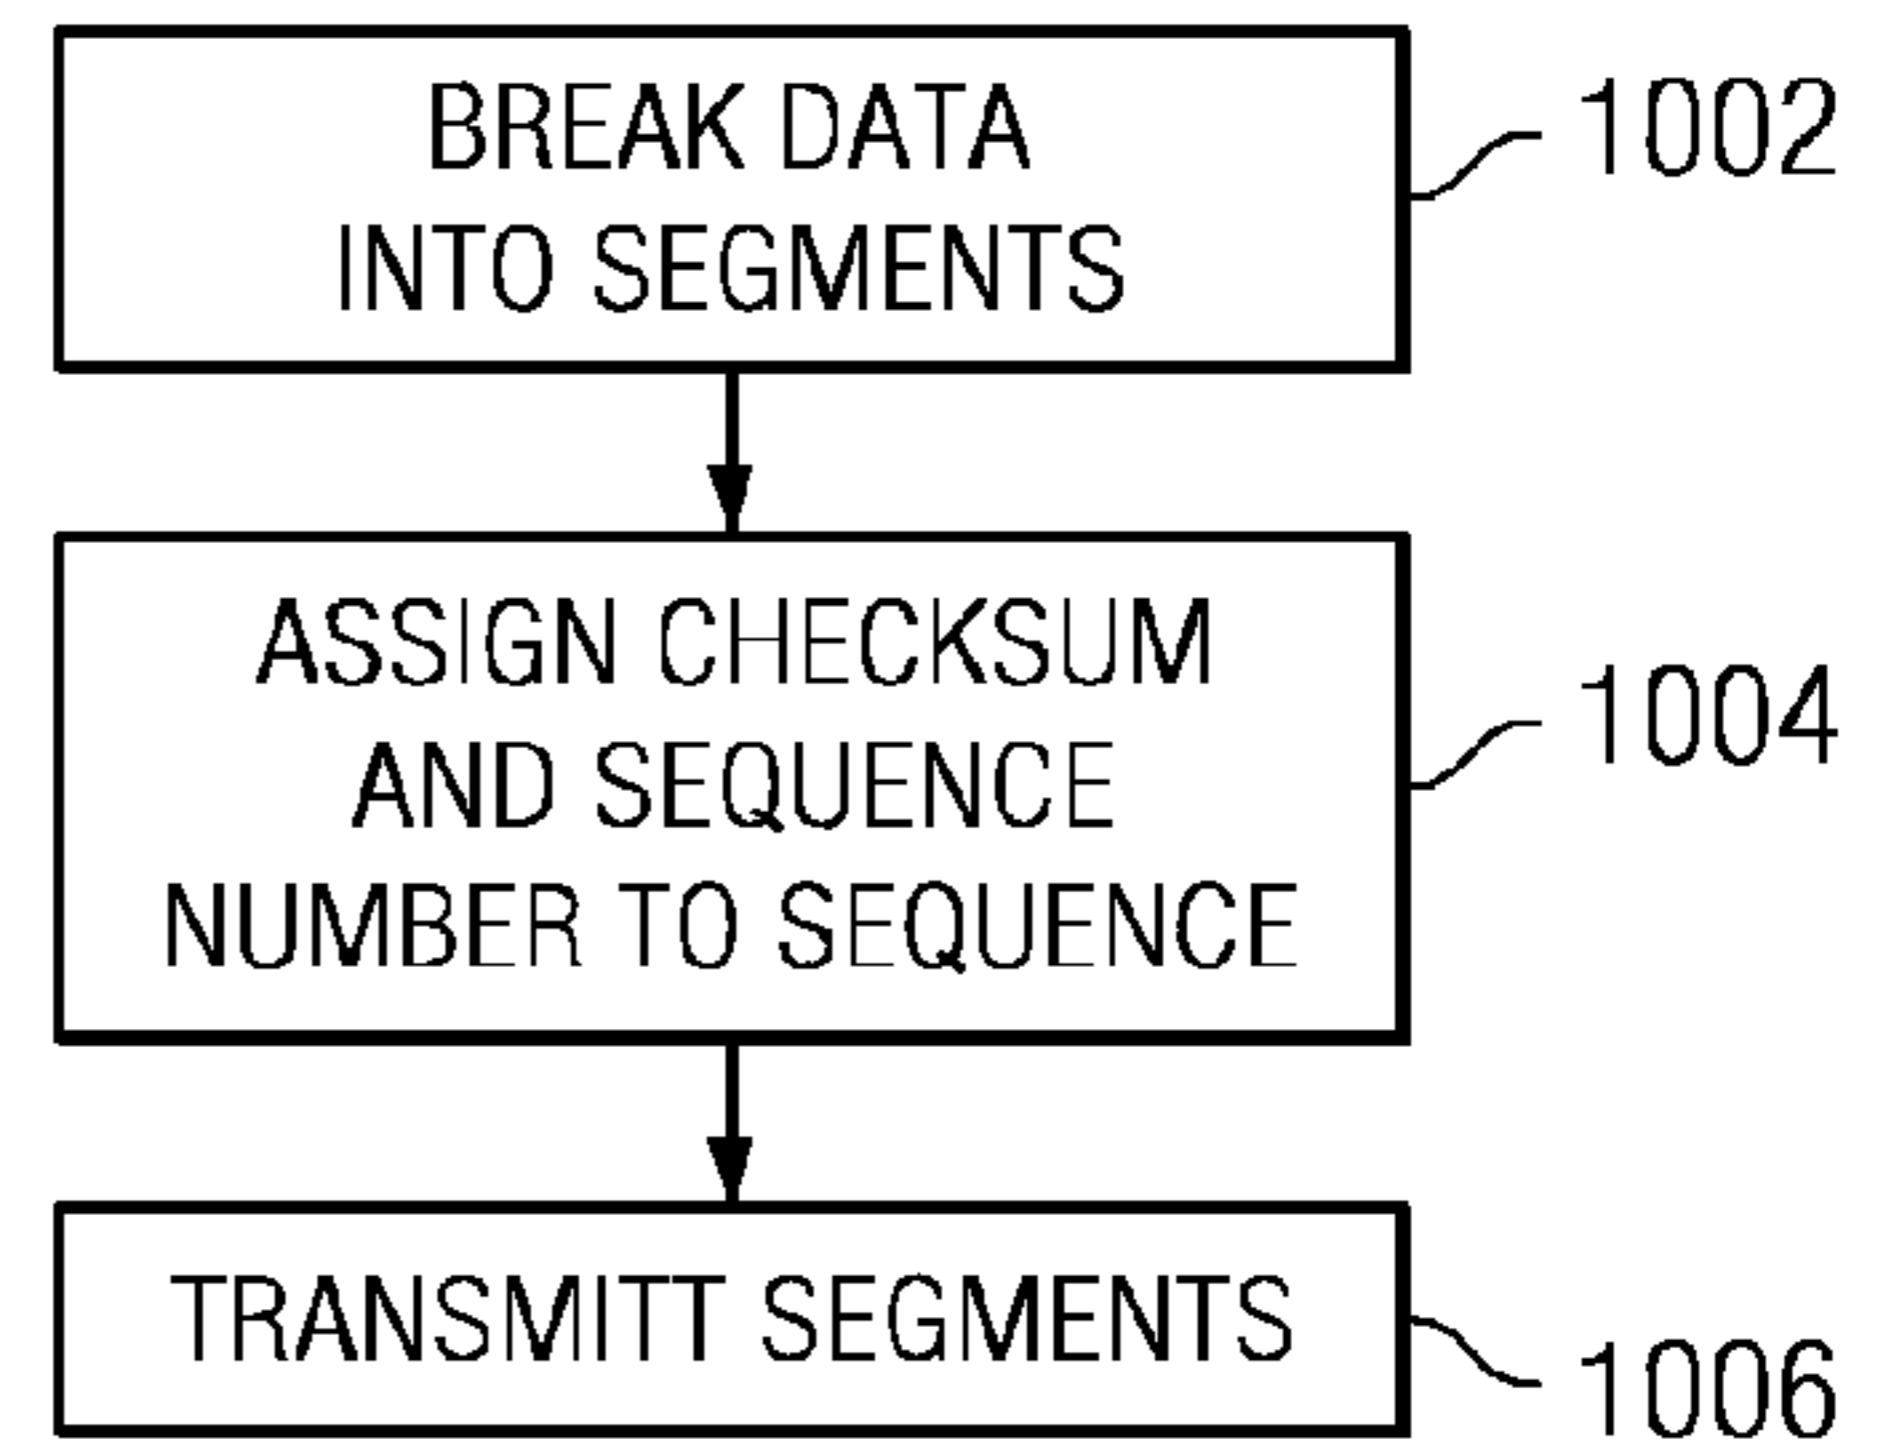 BREAK DATA
INTO SEGMENTS
1002
ASSIGN CHECKSUM
AND SEQUENCE
NUMBER TO SEQUENCE
1004
TRANSMITT SEGMENTS
1006